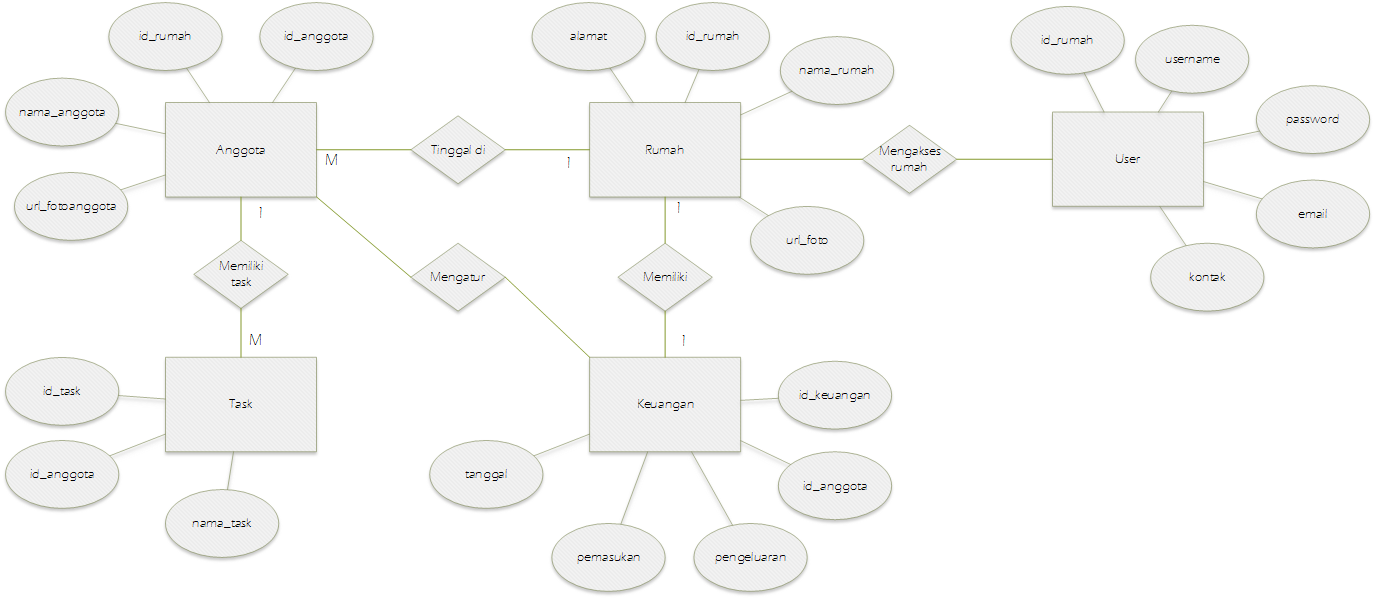 id_rumah
id_anggota
alamat
id_rumah
nama_rumah
id_rumah
username
nama_anggota
password
Anggota
M
Tinggal di
1
Rumah
Mengakses
rumah
User
url_fotoanggota
1
1
url_foto
email
Memiliki
task
Mengatur
Memiliki
kontak
M
1
id_task
Task
Keuangan
id_keuangan
id_anggota
tanggal
id_anggota
nama_task
pemasukan
pengeluaran